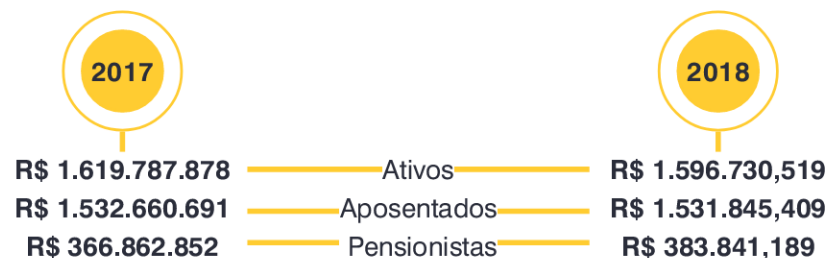 2017 2018
R$ 1.619.787.878 Ativos R$ 1.596.730,519
R$ 1.532.660.691 Aposentados R$ 1.531.845,409
R$ 366.862.852 Pensionistas R$ 383.841,189